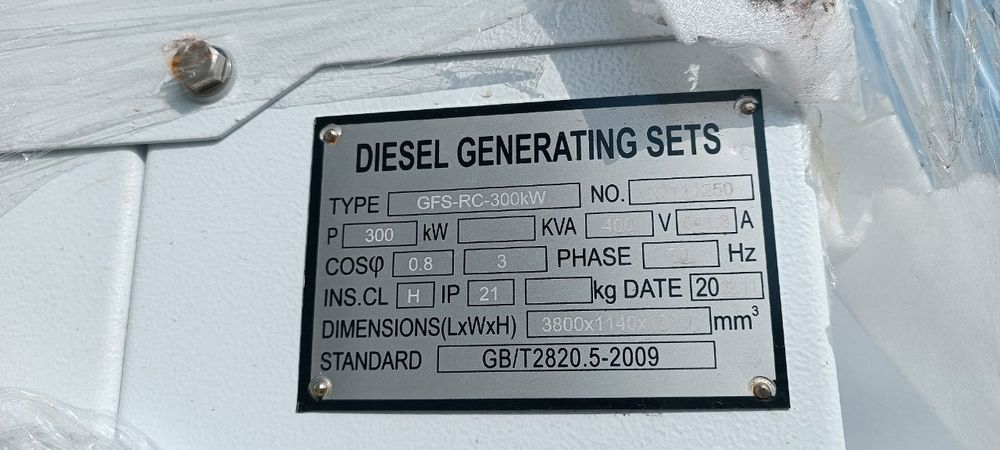 DIESEL GENERATING SETS
TYPE GFS-RC-300kW NO.
P 300 kW KVA 400 V A
COSφ 0.8 3 PHASE Hz
INS.CL H IP 21 kg DATE 20
DIMENSIONS(LxWxH) 3800x1140x mm³
STANDARD GB/T2820.5-2009